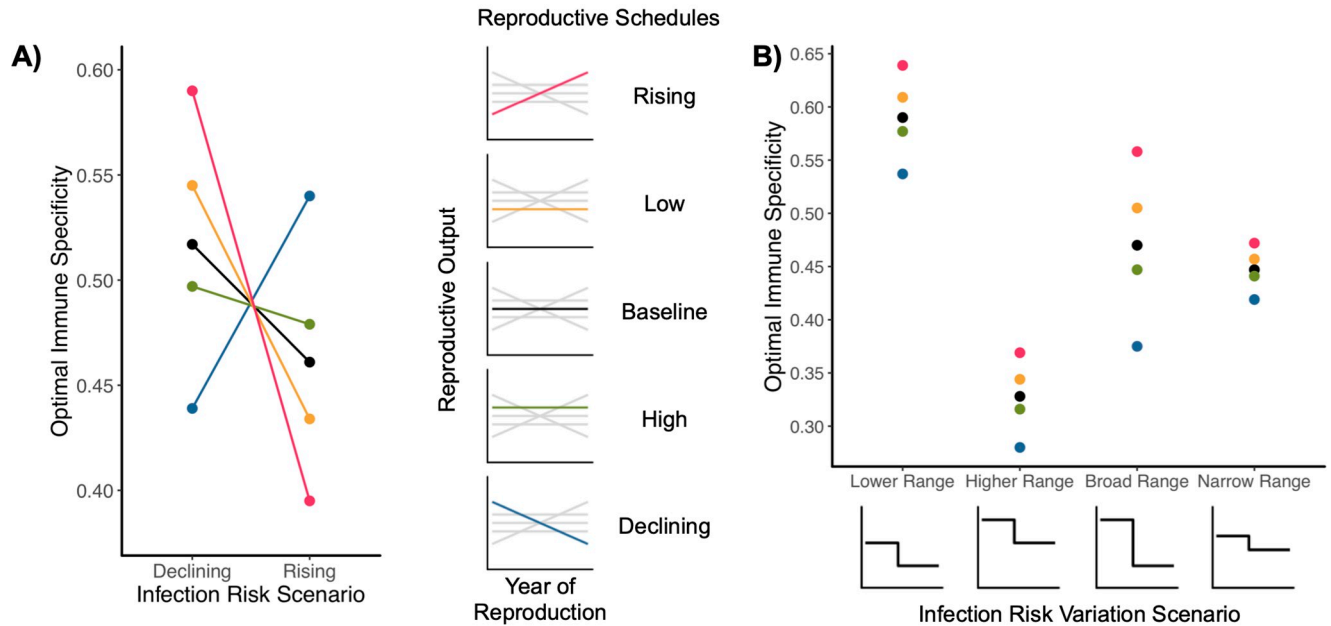 A)
0.60
0.55
0.50
0.45
0.40
Optimal Immune Specificity
Declining
Rising
Infection Risk Scenario
Reproductive Schedules
Reproductive Output
Rising
Low
Baseline
High
Declining
Year of
Reproduction
B)
0.65
0.60
0.55
0.50
0.45
0.40
0.35
0.30
Optimal Immune Specificity
Lower Range
Higher Range
Broad Range
Narrow Range
Infection Risk Variation Scenario